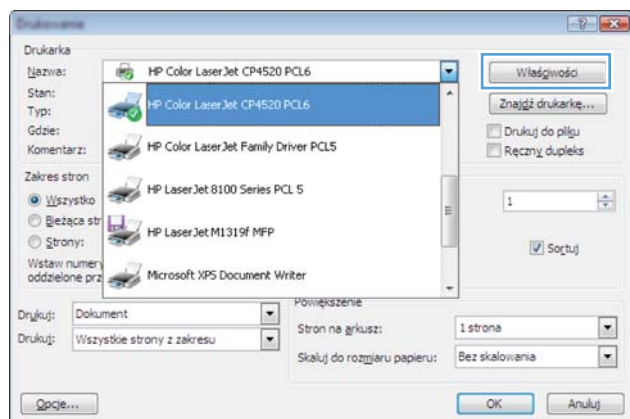 Drukowanie
Drukarka
Nazwa: HP Color LaserJet CP4520 PCL6 Właściwości
Stan: HP Color LaserJet CP4520 PCL6 Znajdź drukarkę...
Typ:
Gdzie: HP Color LaserJet Family Driver PCL5 Drukuj do pliku
Komentarz: Ręczny dupleks
Zakres stron HP LaserJet 8100 Series PCL 5
Wszystko 1
Bieżąca str HP LaserJet M1319f MFP
Strony: Sortuj
Wstaw numery
oddzielone prz Microsoft XPS Document Writer
Powiększenie
Drukuj: Dokument Stron na arkusz: 1 strona
Drukuj: Wszystkie strony z zakresu Skaluj do rozmiaru papieru: Bez skalowania
Opcje... OK Anuluj